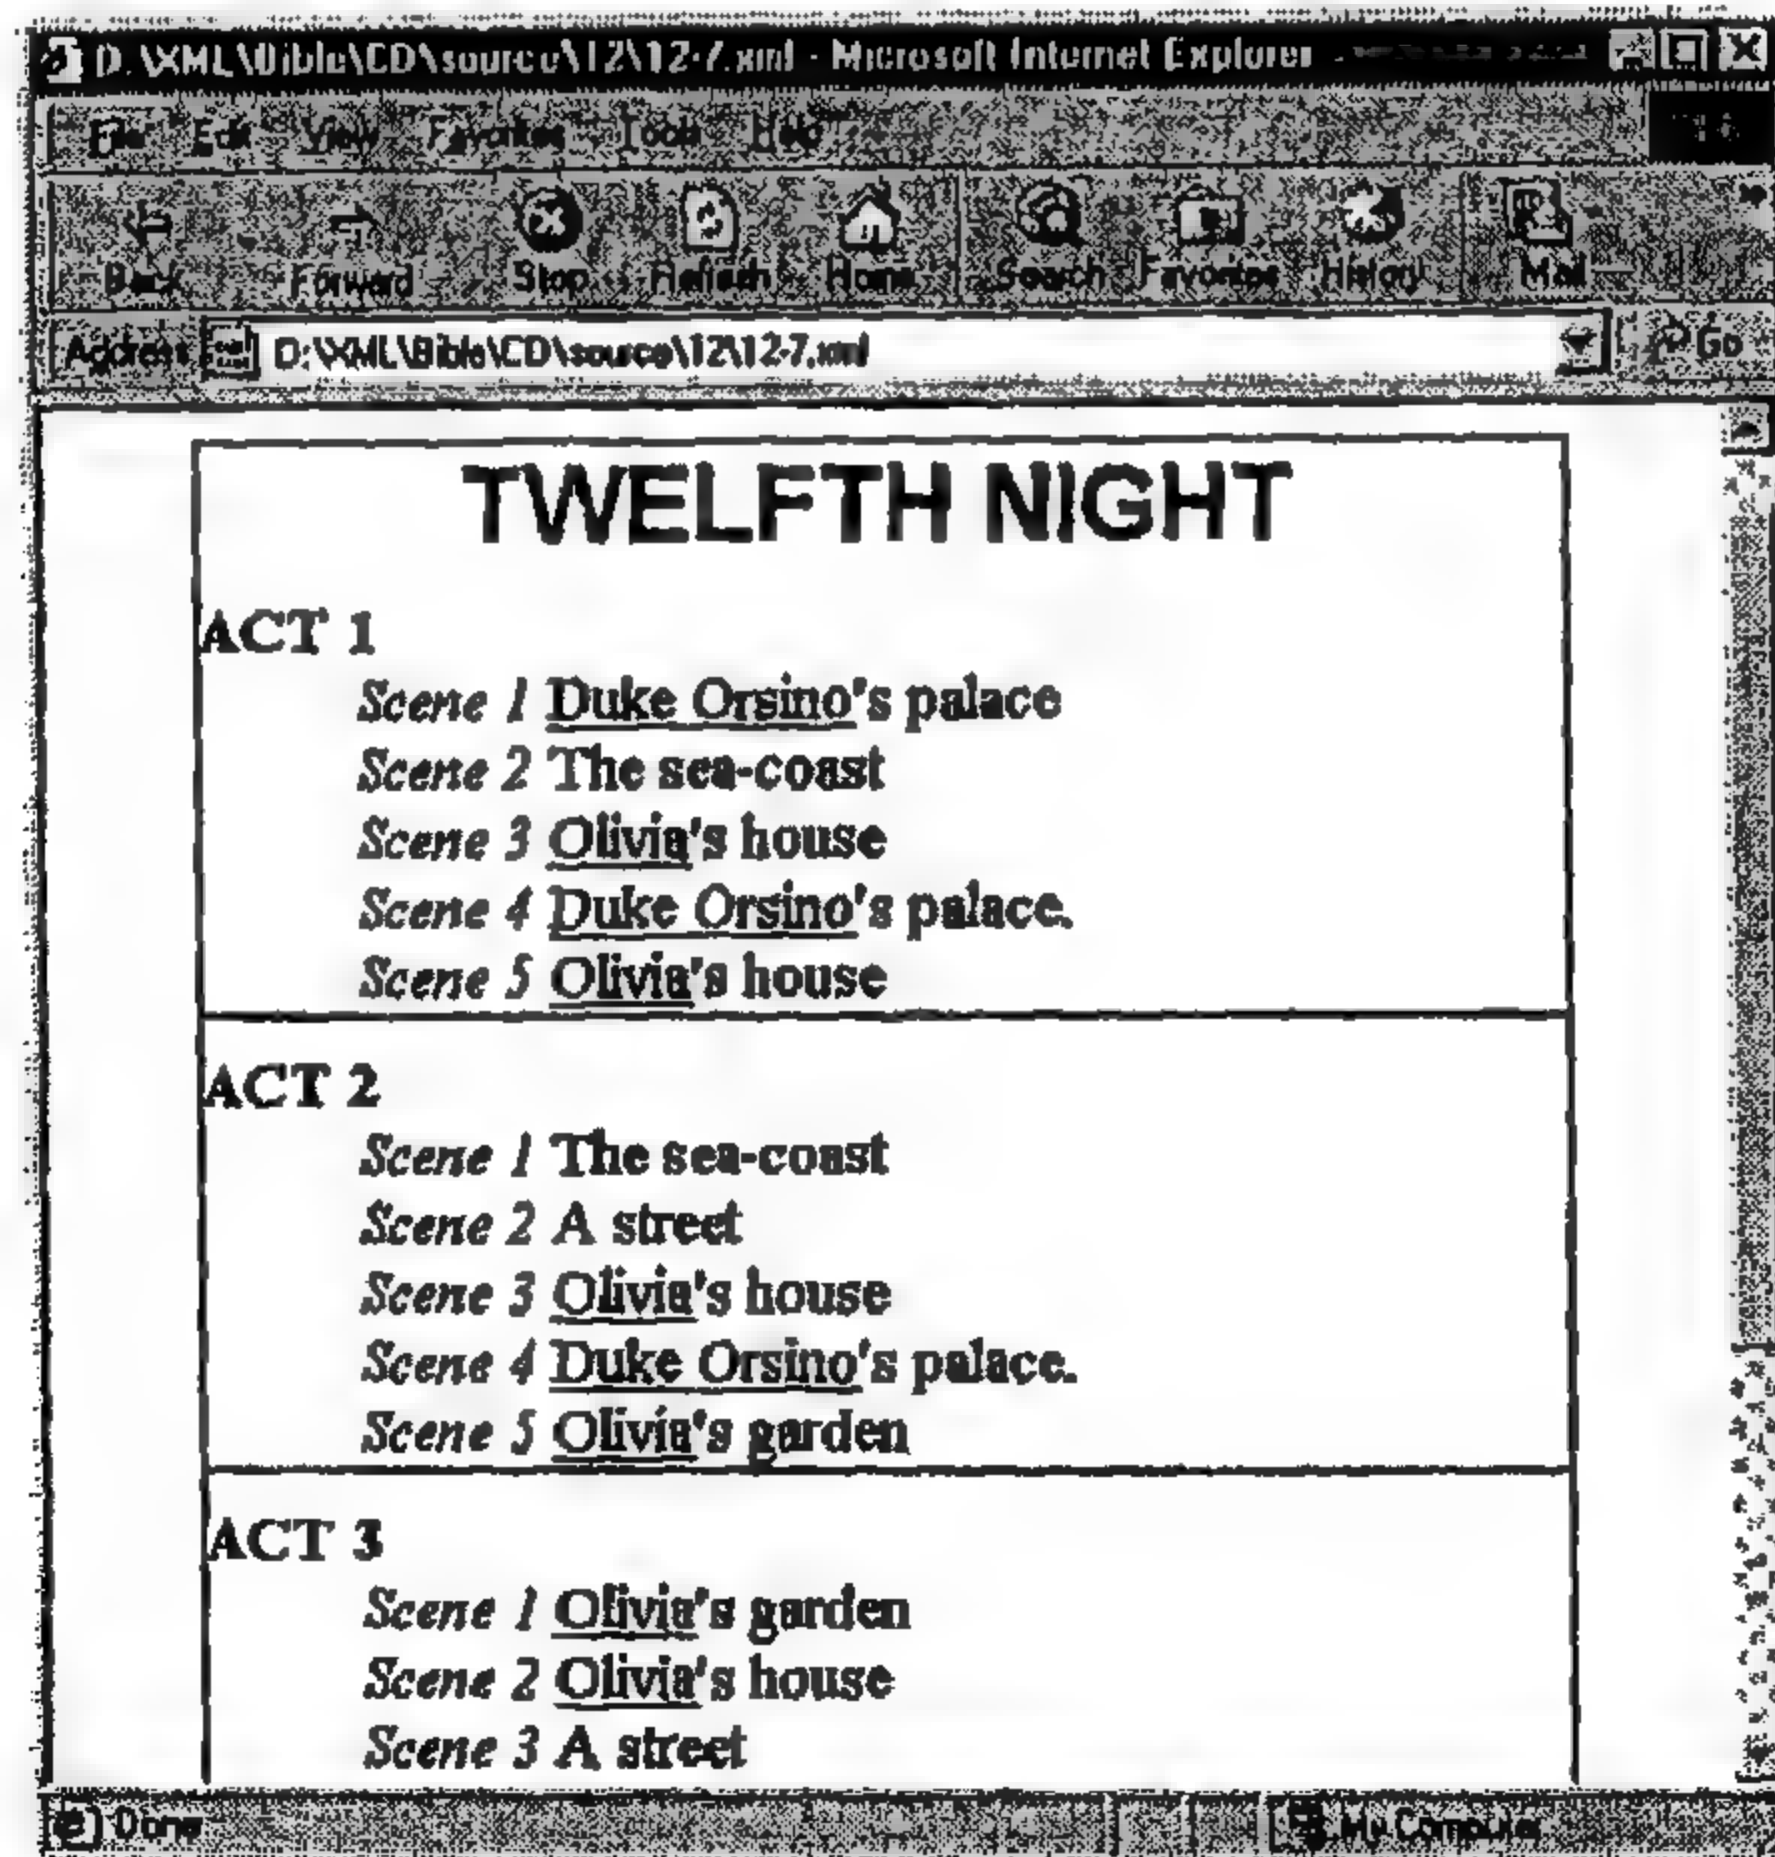 D:\XML\Bible\CD\source\12\12-7.xml - Microsoft Internet Explorer
File Edit View Favorites Tools Help
Back Forward Stop Refresh Home Search Favorites History Mail
Address D:\XML\Bible\CD\source\12\12-7.xml Go
TWELFTH NIGHT
ACT 1
Scene 1 Duke Orsino's palace
Scene 2 The sea-coast
Scene 3 Olivia's house
Scene 4 Duke Orsino's palace.
Scene 5 Olivia's house
ACT 2
Scene 1 The sea-coast
Scene 2 A street
Scene 3 Olivia's house
Scene 4 Duke Orsino's palace.
Scene 5 Olivia's garden
ACT 3
Scene 1 Olivia's garden
Scene 2 Olivia's house
Scene 3 A street
Done My Computer